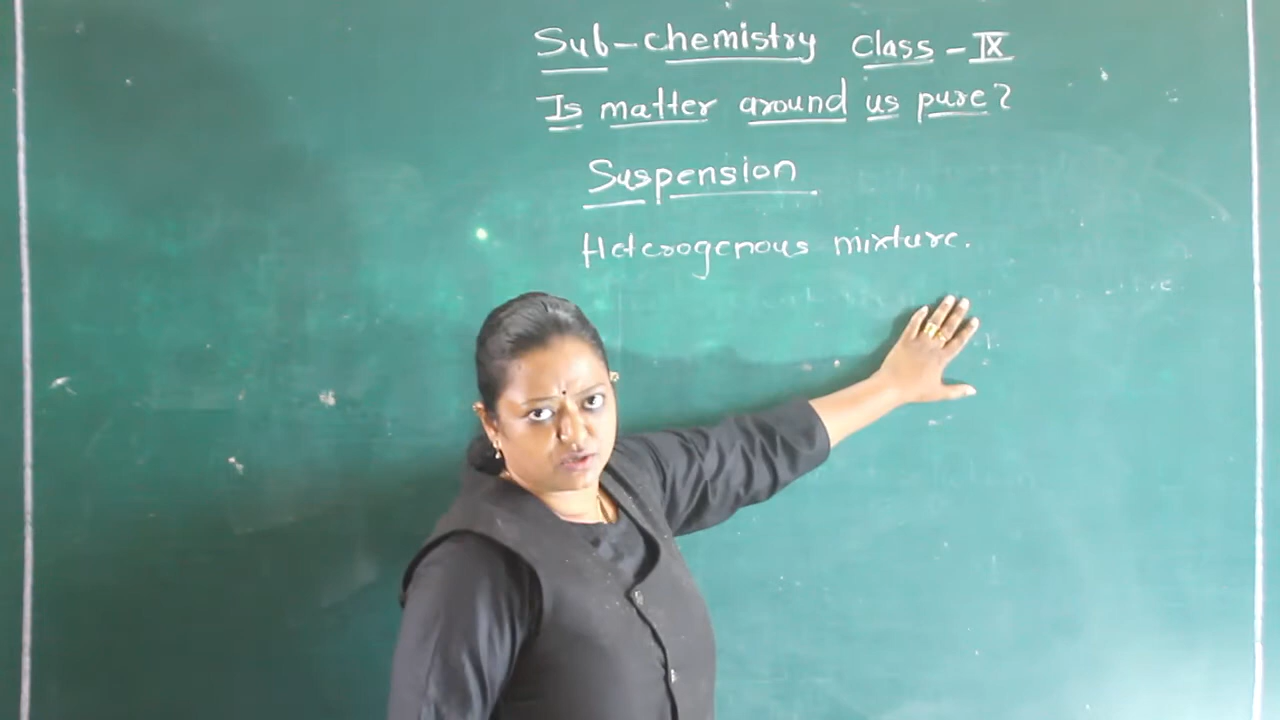 Sub-chemistry Class-IX
Is matter around us pure?
Suspension
Heterogenous mixture.